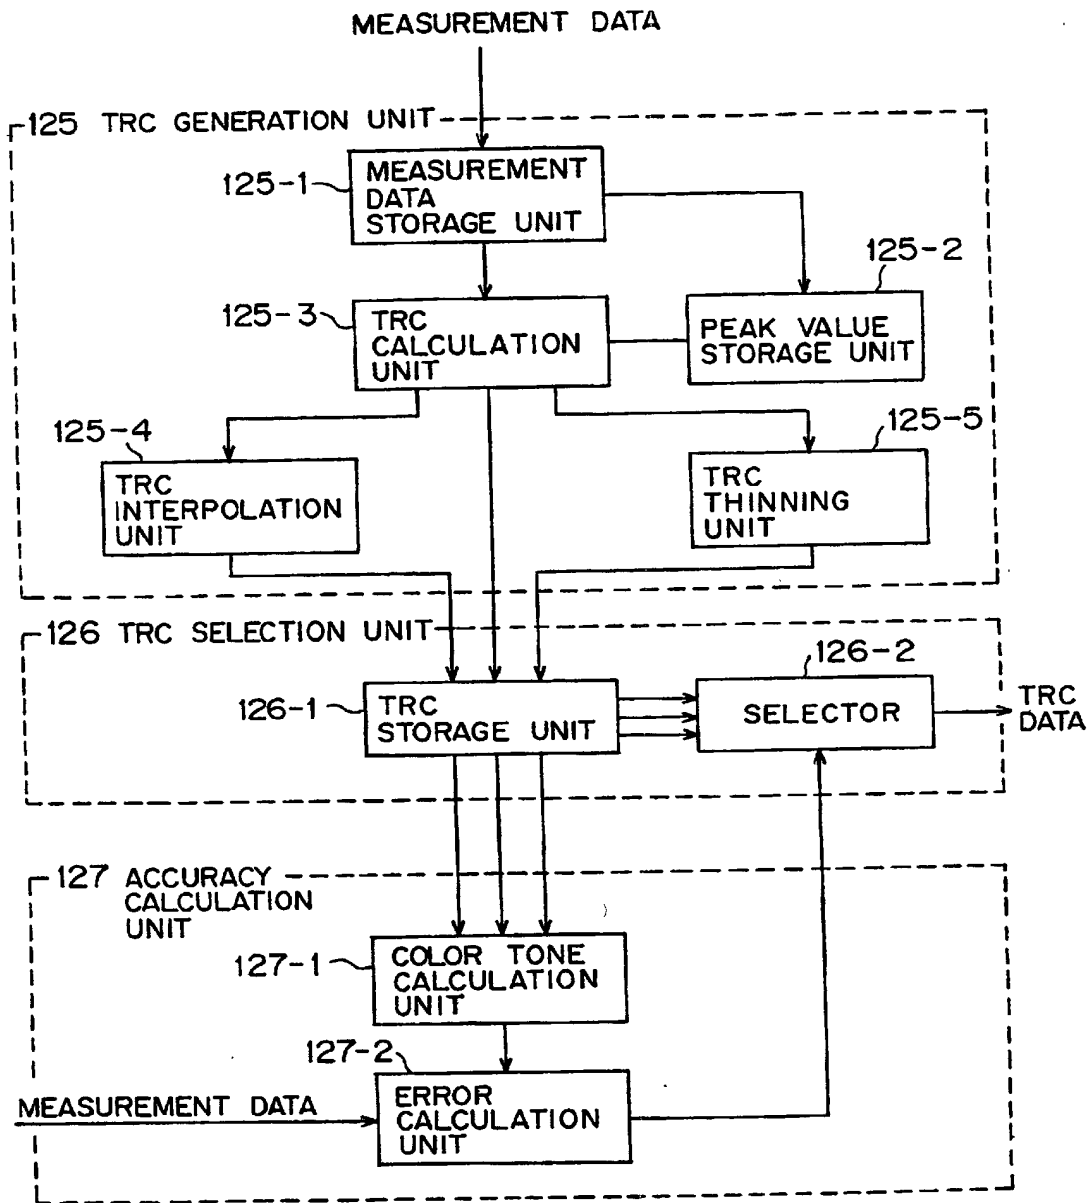 MEASUREMENT DATA
125 TRC GENERATION UNIT
125-1
MEASUREMENT
DATA
STORAGE UNIT
125-2
125-3
TRC
CALCULATION
UNIT
PEAK VALUE
STORAGE UNIT
125-4
125-5
TRC
INTERPOLATION
UNIT
TRC
THINNING
UNIT
126 TRC SELECTION UNIT
126-2
126-1
TRC
STORAGE UNIT
SELECTOR
TRC
DATA
127 ACCURACY
CALCULATION
UNIT
127-1
COLOR TONE
CALCULATION
UNIT
127-2
MEASUREMENT DATA
ERROR
CALCULATION
UNIT